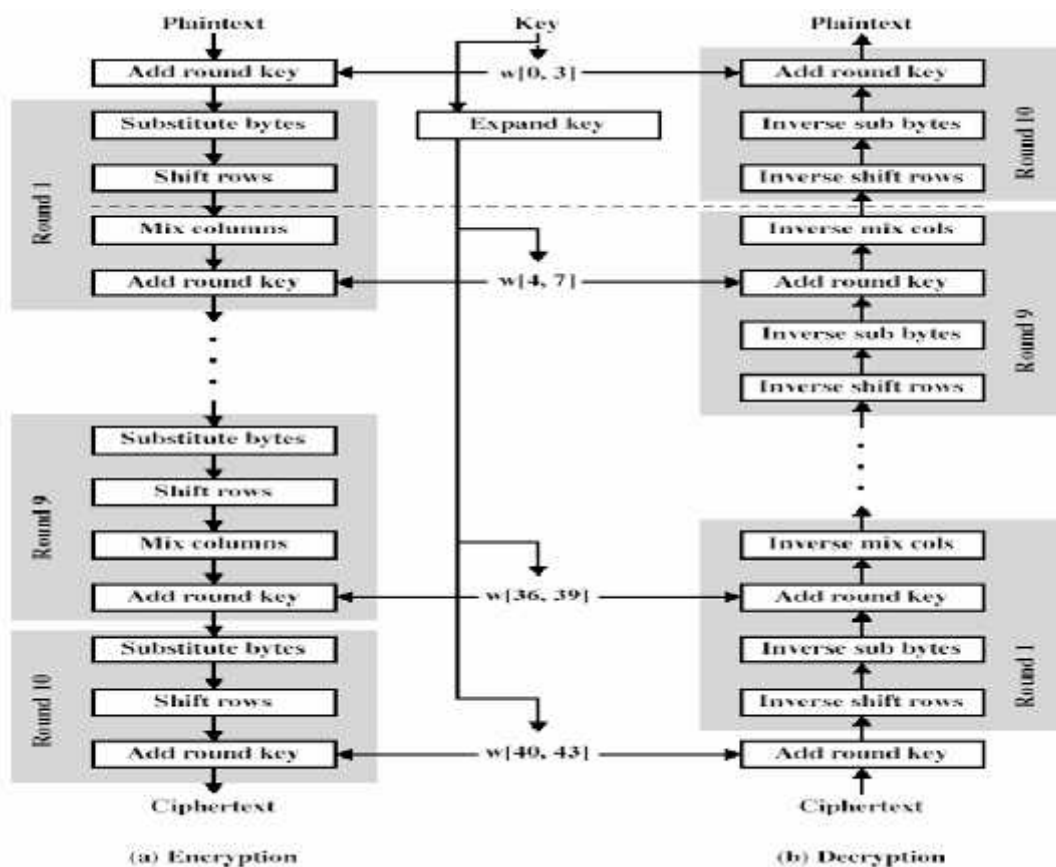 Plaintext
Add round key
Round 1
Substitute bytes
Shift rows
Mix columns
Add round key
Round 9
Substitute bytes
Shift rows
Mix columns
Add round key
Round 10
Substitute bytes
Shift rows
Add round key
Ciphertext
(a) Encryption
Key
w[0, 3]
Expand key
w[4, 7]
w[36, 39]
w[40, 43]
Plaintext
Add round key
Inverse sub bytes
Inverse shift rows
Round 10
Inverse mix cols
Add round key
Inverse sub bytes
Inverse shift rows
Round 9
Inverse mix cols
Add round key
Inverse sub bytes
Inverse shift rows
Round 1
Add round key
Ciphertext
(b) Decryption